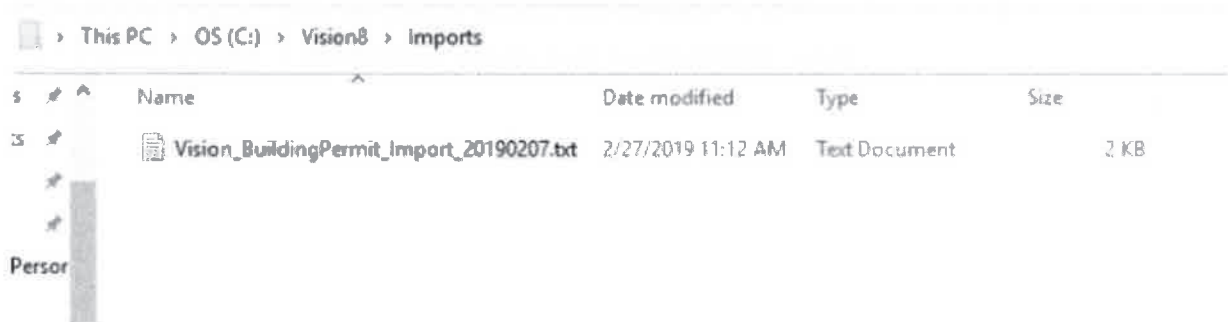 This PC > OS (C:) > Vision8 > Imports
s Name Date modified Type Size
Vision_BuildingPermit_Import_20190207.txt 2/27/2019 11:12 AM Text Document 2 KB
Persor